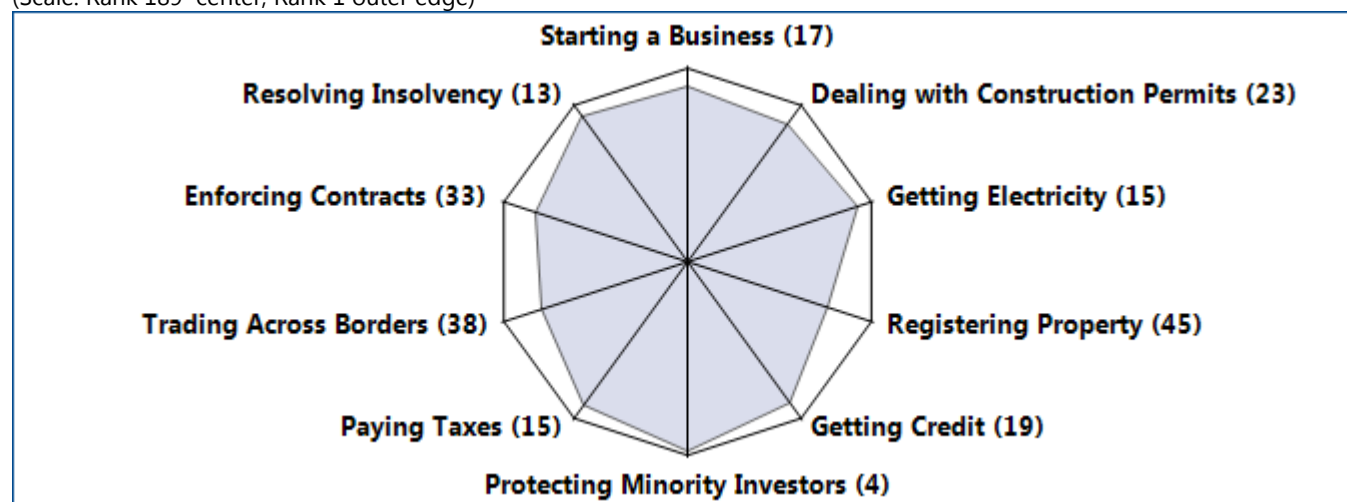 (Scale: Rank 189 center, Rank 1 outer edge)
Starting a Business (17)
Resolving Insolvency (13)
Dealing with Construction Permits (23)
Enforcing Contracts (33)
Getting Electricity (15)
Trading Across Borders (38)
Registering Property (45)
Paying Taxes (15)
Getting Credit (19)
Protecting Minority Investors (4)